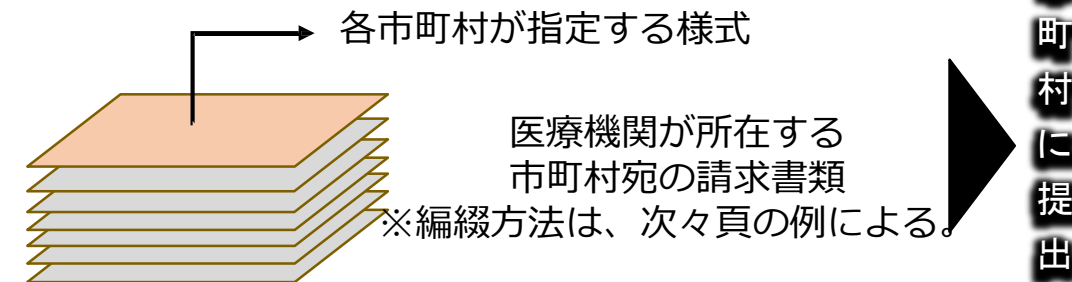 各市町村が指定する様式
医療機関が所在する
市町村宛の請求書類
※編綴方法は、次々頁の例による。
町村に提出